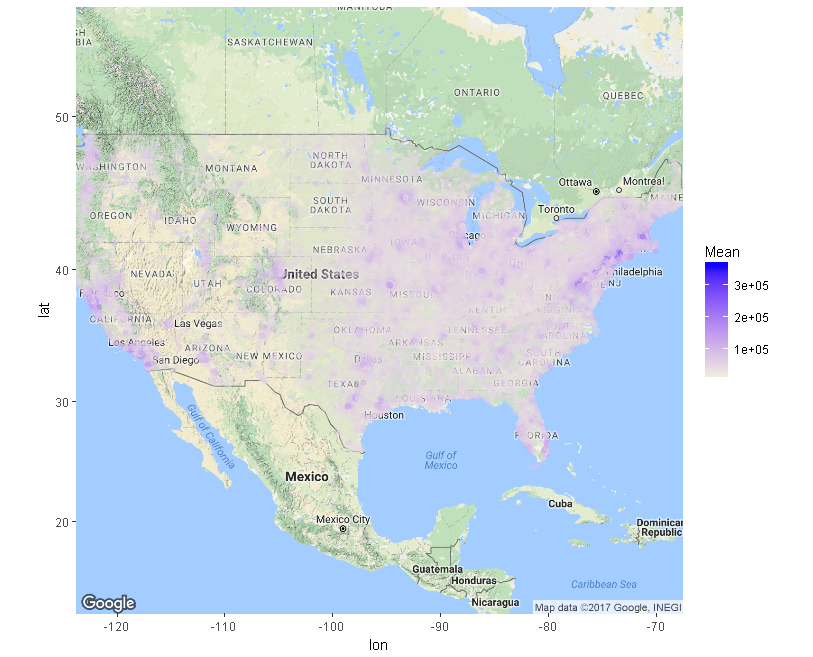 MANITOBA
SASKATCHEWAN
ONTARIO
QUEBEC
50
WASHINGTON
MONTANA
NORTH
DAKOTA
MINNESOTA
Ottawa
Montreal
MAINE
OREGON
IDAHO
SOUTH
DAKOTA
WISCONSIN
MICHIGAN
Toronto
WYOMING
IOWA
NEBRASKA
40
NEVADA
UTAH
COLORADO
United States
KANSAS
MISSOURI
hiladelphia
NJ
CALIFORNIA
Las Vegas
OKLAHOMA
ARKANSAS
TENNESSEE
Los Angeles
San Diego
ARIZONA
NEW MEXICO
Dallas
MISSISSIPPI
ALABAMA
SOUTH
CAROLINA
TEXAS
GEORGIA
30
Houston
LOUISIANA
FLORIDA
Gulf of California
Gulf of
Mexico
Mexico
Cuba
20
Mexico City
Dominican
Republic
Guatemala
Honduras
Nicaragua
Caribbean Sea
Google
Map data ©2017 Google, INEGI
-120
-110
-100
-90
-80
-70
lon
lat
Mean
3e+05
2e+05
1e+05